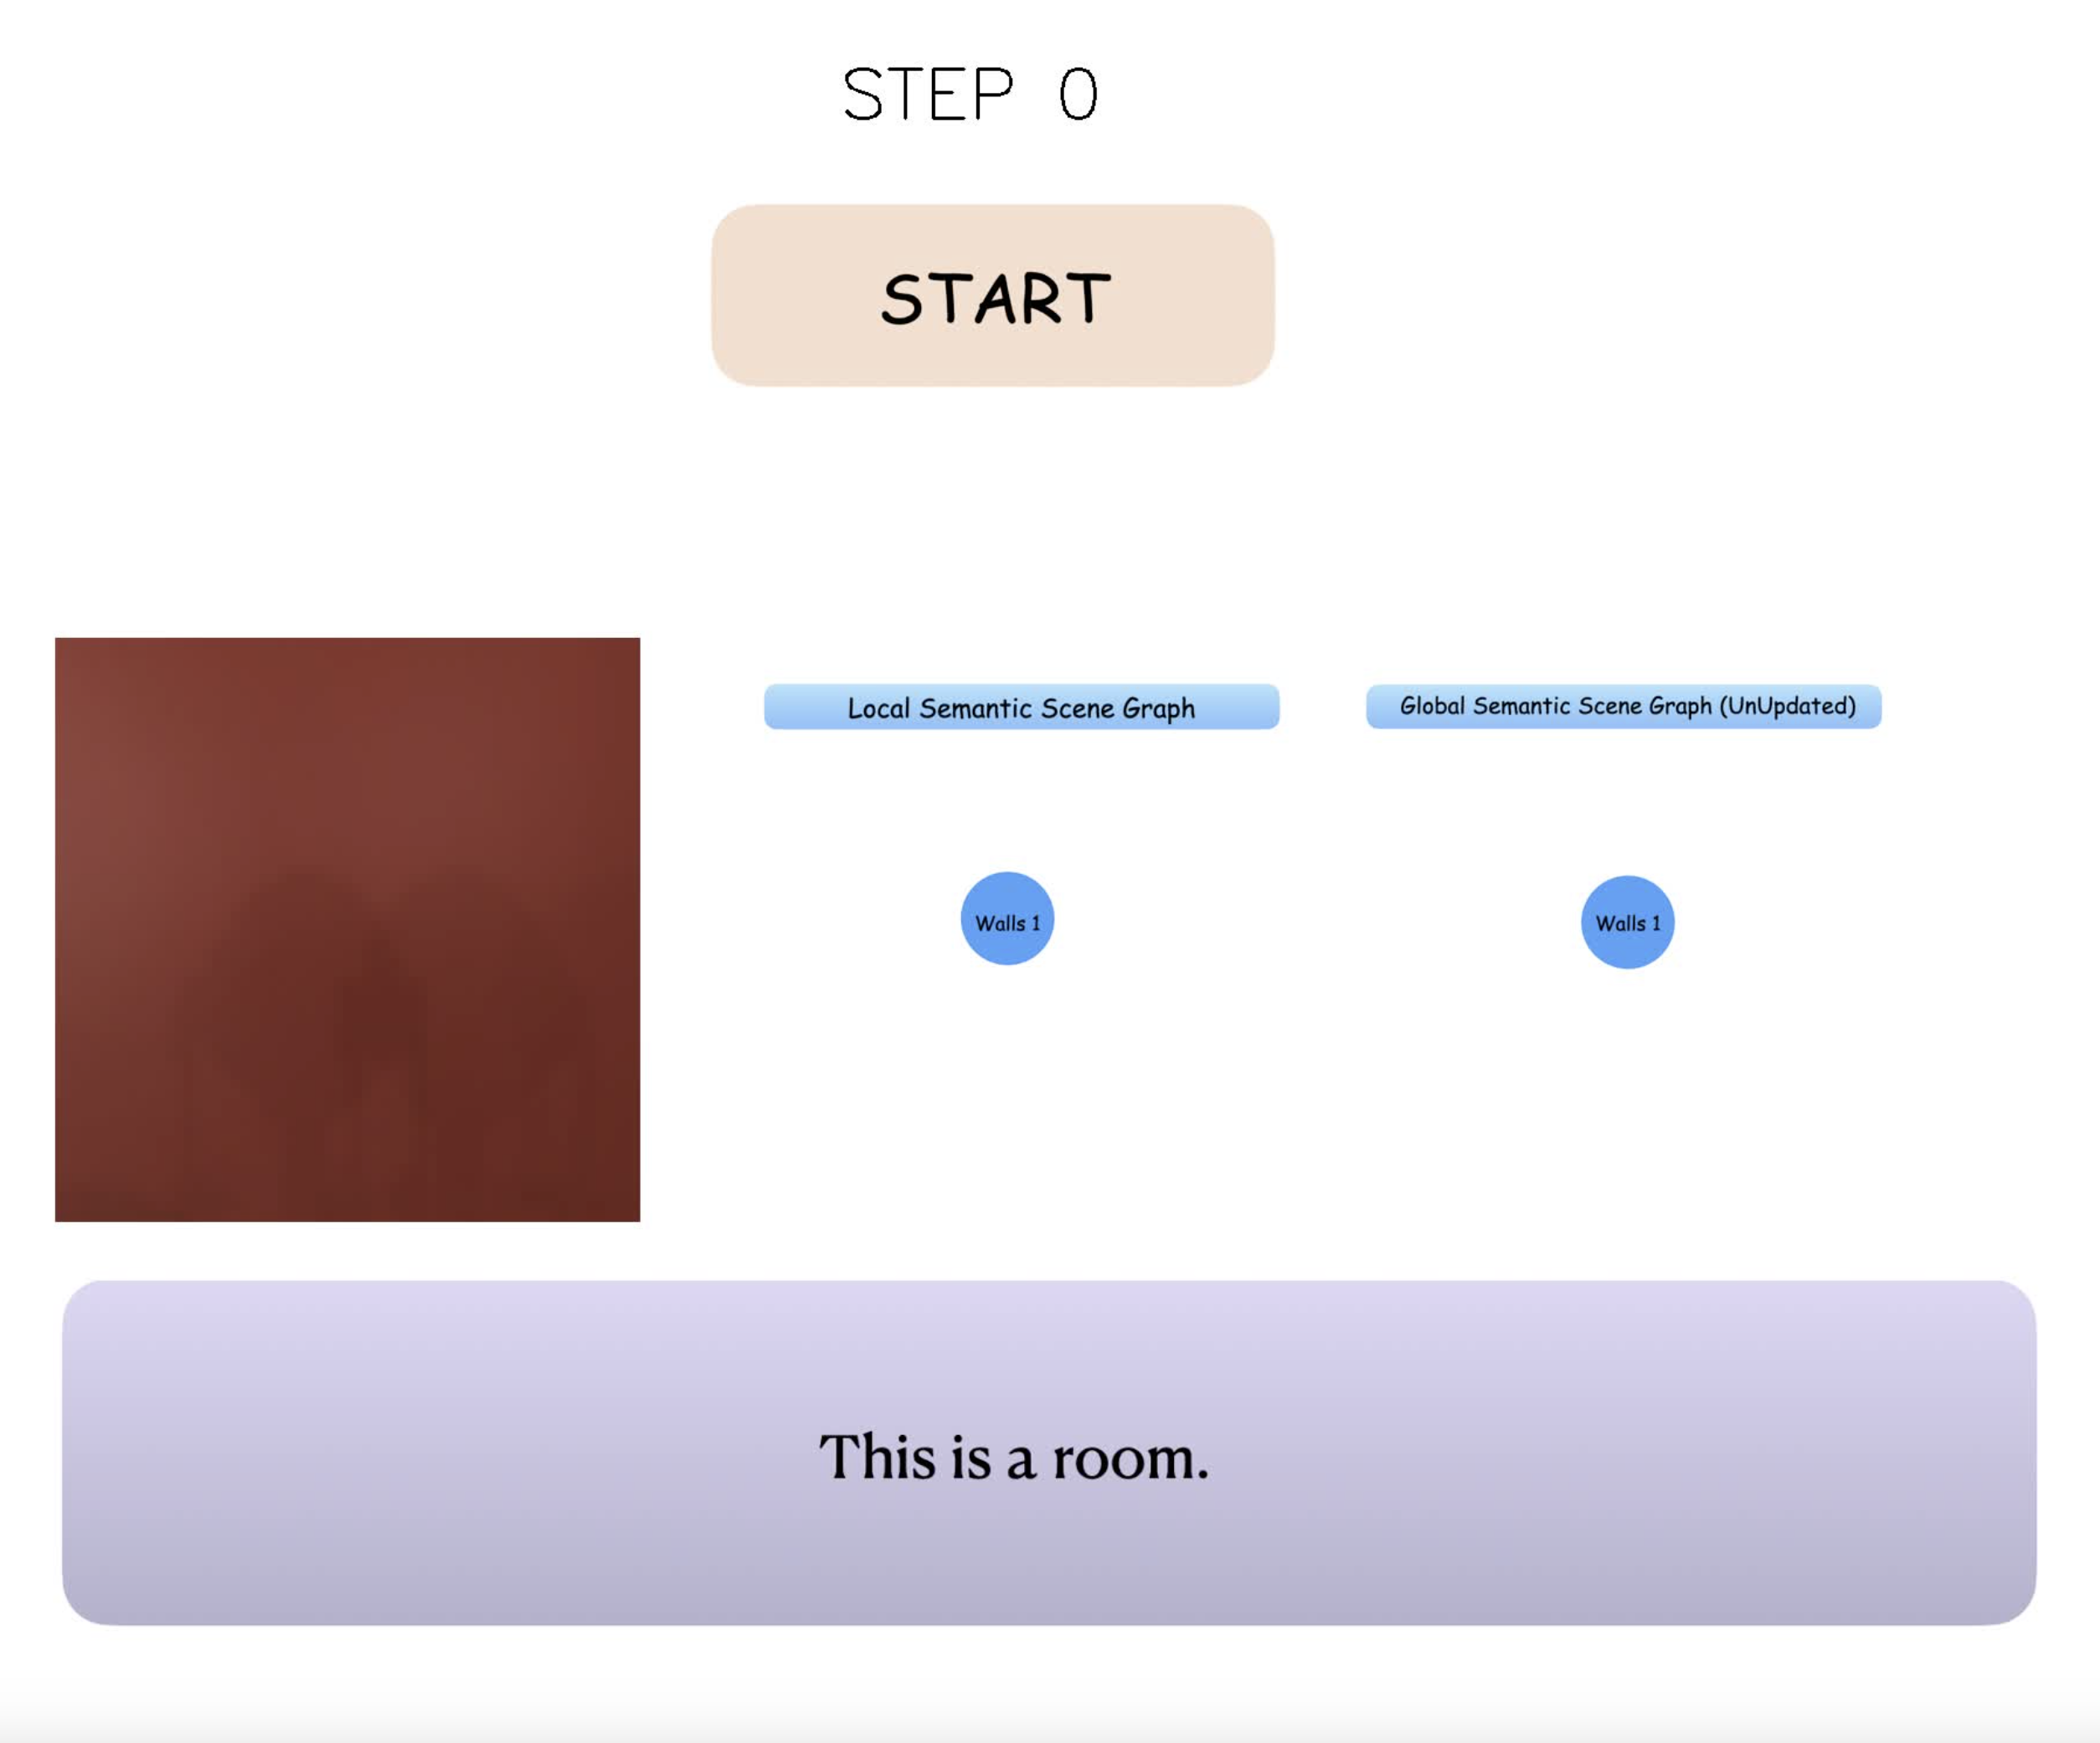 STEP 0
START
Local Semantic Scene Graph
Global Semantic Scene Graph (UnUpdated)
Walls 1
Walls 1
This is a room.